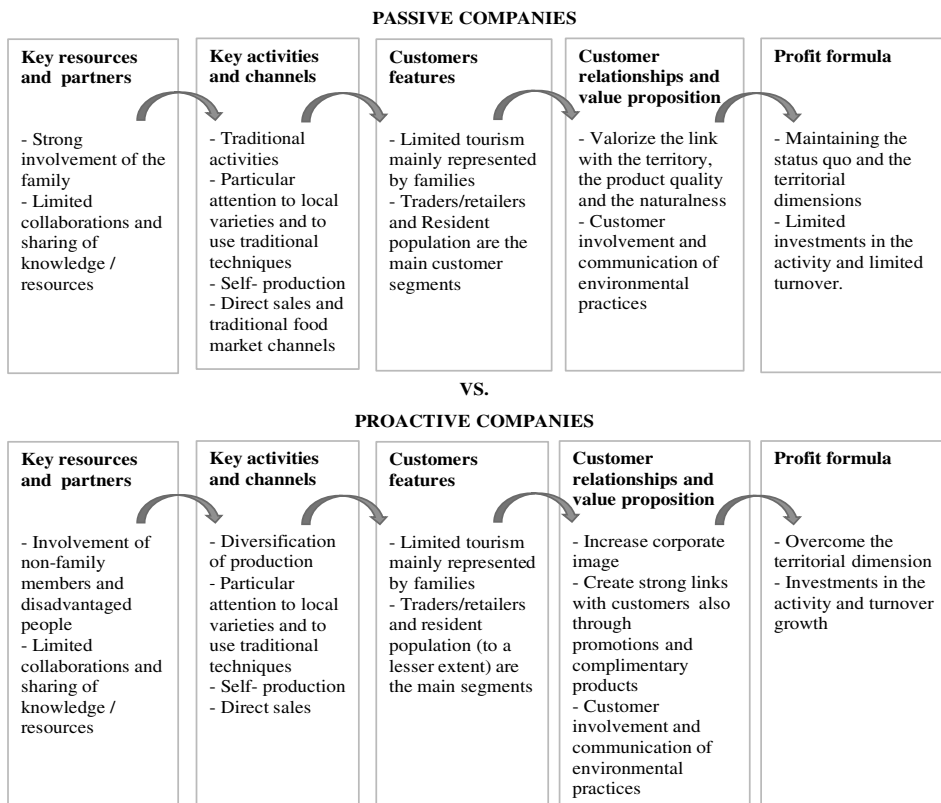 PASSIVE COMPANIES
Key resources
and partners
- Strong
involvement of the
family
- Limited
collaborations and
sharing of
knowledge /
resources
Key activities
and channels
- Traditional
activities
- Particular
attention to local
varieties and to
use traditional
techniques
- Self- production
- Direct sales and
traditional food
market channels
Customers
features
- Limited tourism
mainly represented
by families
- Traders/retailers
and Resident
population are the
main customer
segments
Customer
relationships and
value proposition
- Valorize the link
with the territory,
the product quality
and the naturalness
- Customer
involvement and
communication of
environmental
practices
Profit formula
- Maintaining the
status quo and the
territorial
dimensions
- Limited
investments in the
activity and limited
turnover.
VS.
PROACTIVE COMPANIES
Key resources
and partners
- Involvement of
non-family
members and
disadvantaged
people
- Limited
collaborations and
sharing of
knowledge /
resources
Key activities
and channels
- Diversification
of production
- Particular
attention to local
varieties and to
use traditional
techniques
- Self- production
- Direct sales
Customers
features
- Limited tourism
mainly represented
by families
- Traders/retailers
and resident
population (to a
lesser extent) are
the main segments
Customer
relationships and
value proposition
- Increase corporate
image
- Create strong links
with customers also
through
promotions and
complimentary
products
- Customer
involvement and
communication of
environmental
practices
Profit formula
- Overcome the
territorial dimension
- Investments in the
activity and turnover
growth